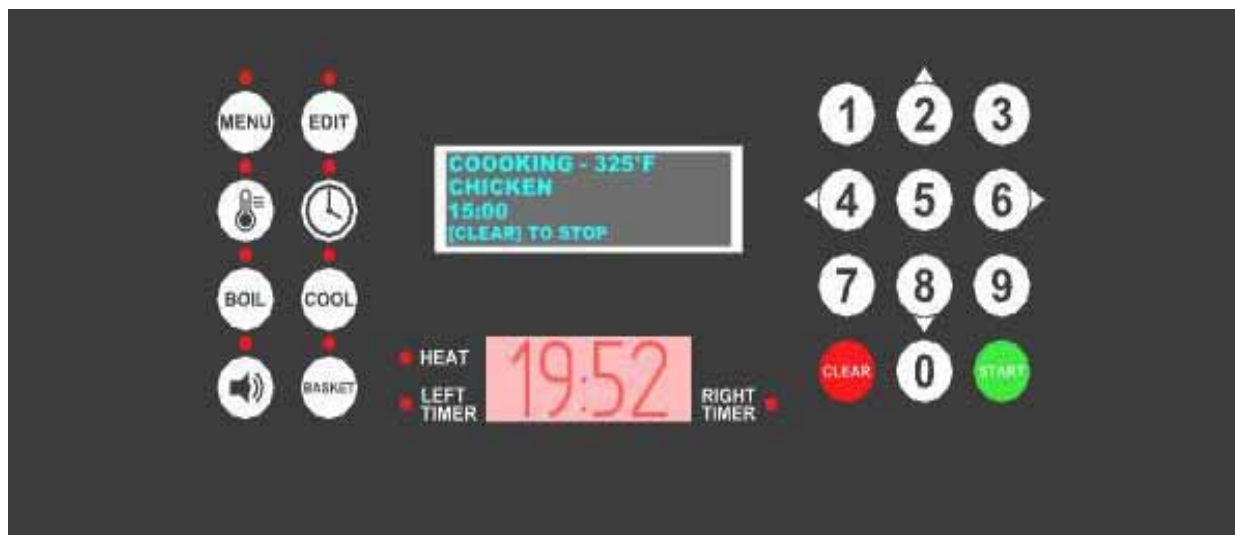 MENU
EDIT
BOIL
COOL
BASKET
COOOKING - 325°F
CHICKEN
15:00
[CLEAR] TO STOP
HEAT
LEFT
TIMER
19:52
RIGHT
TIMER
1 2 3
4 5 6
7 8 9
CLEAR 0 START